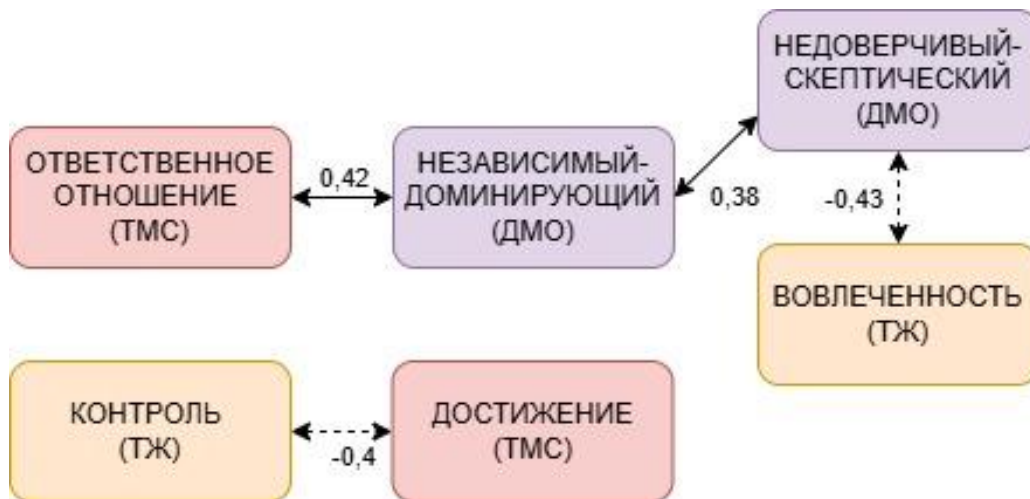 НЕДОВЕРЧИВЫЙ-
СКЕПТИЧЕСКИЙ
(ДМО)
ОТВЕТСТВЕННОЕ
ОТНОШЕНИЕ
(ТМС)
0,42
НЕЗАВИСИМЫЙ-
ДОМИНИРУЮЩИЙ
(ДМО)
0,38
-0,43
ВОВЛЕЧЕННОСТЬ
(ТЖ)
КОНТРОЛЬ
(ТЖ)
-0,4
ДОСТИЖЕНИЕ
(ТМС)